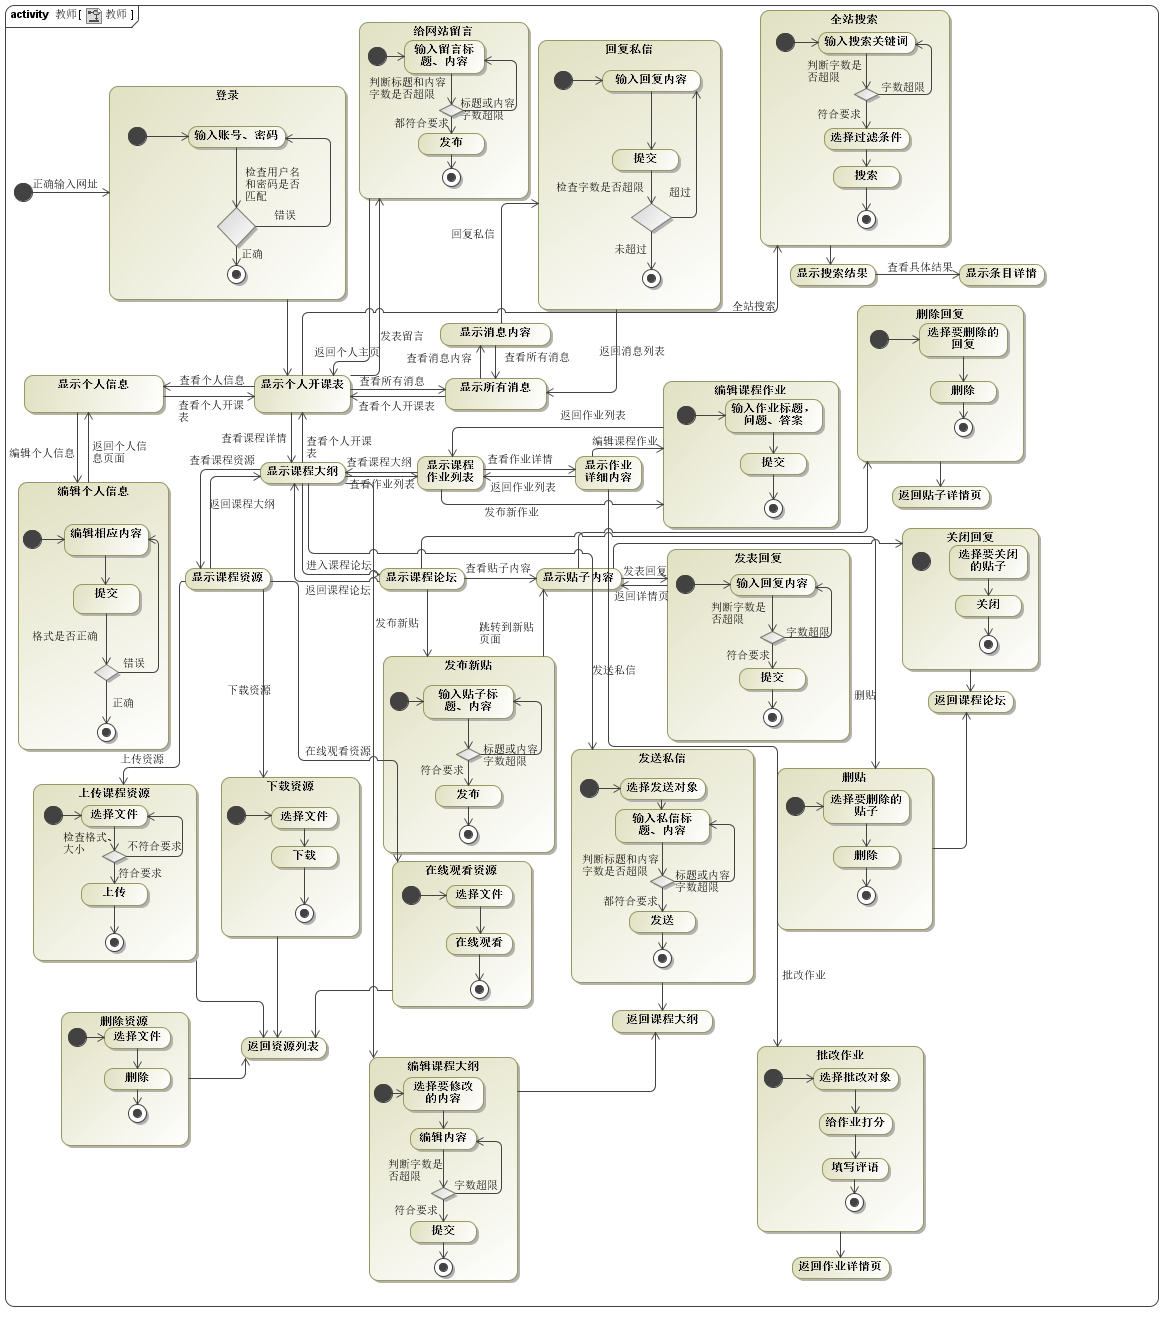 activity 教师[ 教师 ]
给网站留言
输入留言标
题、内容
判断标题和内容
字数是否超限
标题或内容
字数超限
都符合要求
发布
回复私信
输入回复内容
提交
检查字数是否超限
超过
未超过
全站搜索
输入搜索关键词
判断字数是
否超限
字数超限
符合要求
选择过滤条件
搜索
登录
输入账号、密码
检查用户名
和密码是否
匹配
错误
正确
正确输入网址
回复私信
显示搜索结果
查看具体结果
显示条目详情
全站搜索
发表留言
返回个人主页
显示消息内容
查看消息内容
查看所有消息
返回消息列表
删除回复
选择要删除的
回复
删除
返回贴子详情页
显示个人信息
查看个人信息
查看个人开课
表
显示个人开课表
查看所有消息
查看个人开课表
显示所有消息
编辑课程作业
输入作业标题，
问题、答案
提交
返回作业列表
编辑课程作业
编辑个人信息
返回个人信
息页面
查看课程详情
查看个人开课
表
查看课程资源
显示课程大纲
查看课程大纲
查看作业列表
显示课程
作业列表
查看作业详情
返回作业列表
显示作业
详细内容
发布新作业
返回课程大纲
编辑个人信息
编辑相应内容
提交
格式是否正确
错误
正确
显示课程资源
进入课程论坛
返回课程论坛
显示课程论坛
查看贴子内容
显示贴子内容
发表回复
返回详情页
发表回复
输入回复内容
判断字数是
否超限
字数超限
符合要求
提交
关闭回复
选择要关闭
的贴子
关闭
返回课程论坛
发布新贴
跳转到新贴
页面
发布新贴
输入贴子标
题、内容
标题或内容
字数超限
符合要求
发布
发送私信
删贴
下载资源
在线观看资源
上传资源
上传课程资源
选择文件
检查格式、
大小
不符合要求
符合要求
上传
下载资源
选择文件
下载
在线观看资源
选择文件
在线观看
发送私信
选择发送对象
输入私信标
题、内容
判断标题和内容
字数是否超限
标题或内容
字数超限
都符合要求
发送
返回课程大纲
删贴
选择要删除的
贴子
删除
批改作业
删除资源
选择文件
删除
返回资源列表
编辑课程大纲
选择要修改
的内容
编辑内容
判断字数是
否超限
字数超限
符合要求
提交
批改作业
选择批改对象
给作业打分
填写评语
返回作业详情页